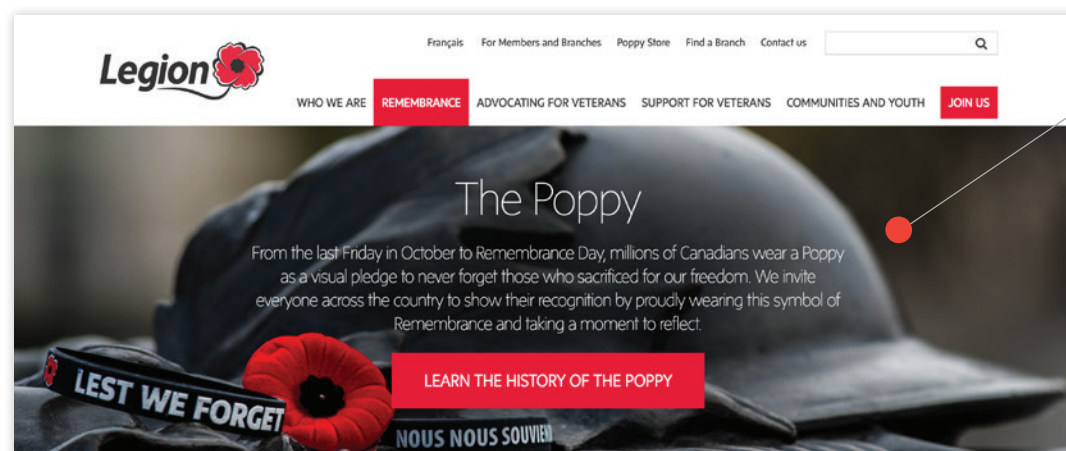 Français For Members and Branches Poppy Store Find a Branch Contact us
Legion
WHO WE ARE REMEMBRANCE ADVOCATING FOR VETERANS SUPPORT FOR VETERANS COMMUNITIES AND YOUTH JOIN US
The Poppy
From the last Friday in October to Remembrance Day, millions of Canadians wear a Poppy
as a visual pledge to never forget those who sacrificed for our freedom. We invite
everyone across the country to show their recognition by proudly wearing this symbol of
Remembrance and taking a moment to reflect.
LEARN THE HISTORY OF THE POPPY
LEST WE FORGET
NOUS NOUS